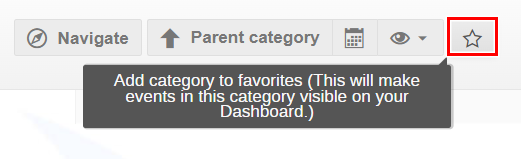 Navigate Parent category
Add category to favorites (This will make
events in this category visible on your
Dashboard.)